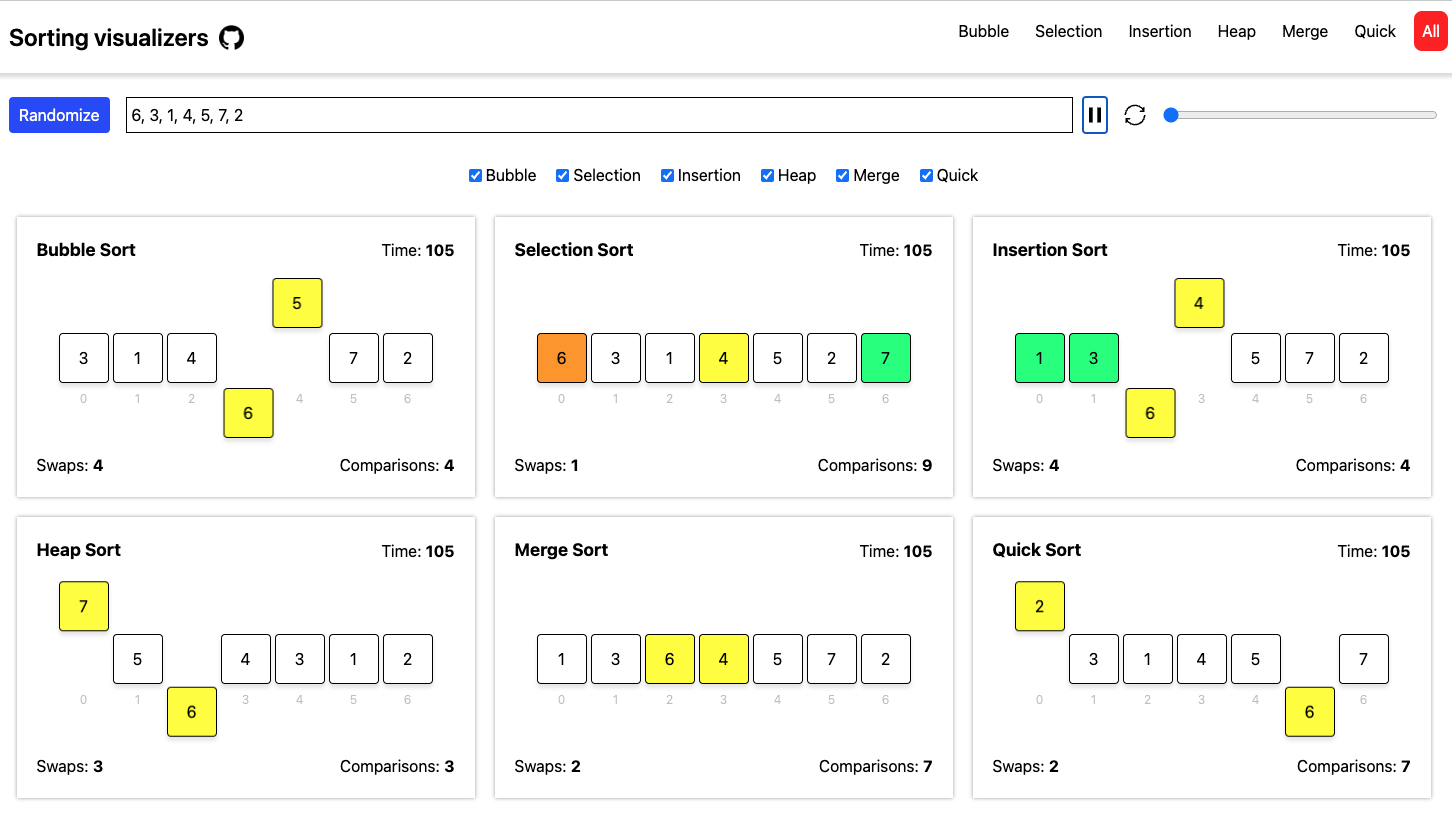 Sorting visualizers
Bubble Selection Insertion Heap Merge Quick All
Randomize 6, 3, 1, 4, 5, 7, 2
Bubble Selection Insertion Heap Merge Quick
Bubble Sort Time: 105
5
3 1 4 7 2
0 1 2 4 5 6
6
Swaps: 4 Comparisons: 4
Selection Sort Time: 105
6 3 1 4 5 2 7
0 1 2 3 4 5 6
Swaps: 1 Comparisons: 9
Insertion Sort Time: 105
4
1 3 5 7 2
0 1 3 4 5 6
6
Swaps: 4 Comparisons: 4
Heap Sort Time: 105
7
5 4 3 1 2
0 1 3 4 5 6
6
Swaps: 3 Comparisons: 3
Merge Sort Time: 105
1 3 6 4 5 7 2
0 1 2 3 4 5 6
Swaps: 2 Comparisons: 7
Quick Sort Time: 105
2
3 1 4 5 7
0 1 2 3 4 6
6
Swaps: 2 Comparisons: 7